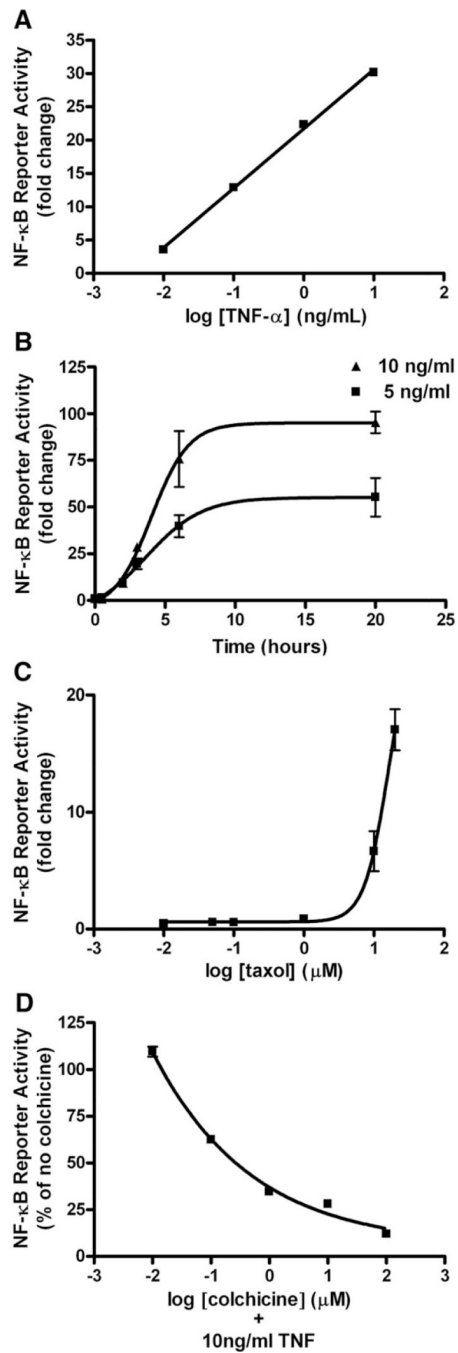 A
NF-κB Reporter Activity
(fold change)
35
30
25
20
15
10
5
0
-3
-2
-1
0
1
2
log [TNF-α] (ng/mL)
B
NF-κB Reporter Activity
(fold change)
125
100
75
50
25
0
10 ng/ml
5 ng/ml
0
5
10
15
20
25
Time (hours)
C
NF-κB Reporter Activity
(fold change)
20
10
0
-3
-2
-1
0
1
2
log [taxol] (μM)
D
NF-κB Reporter Activity
(% of no colchicine)
125
100
75
50
25
0
-3
-2
-1
0
1
2
3
log [colchicine] (μM)
+
10ng/ml TNF